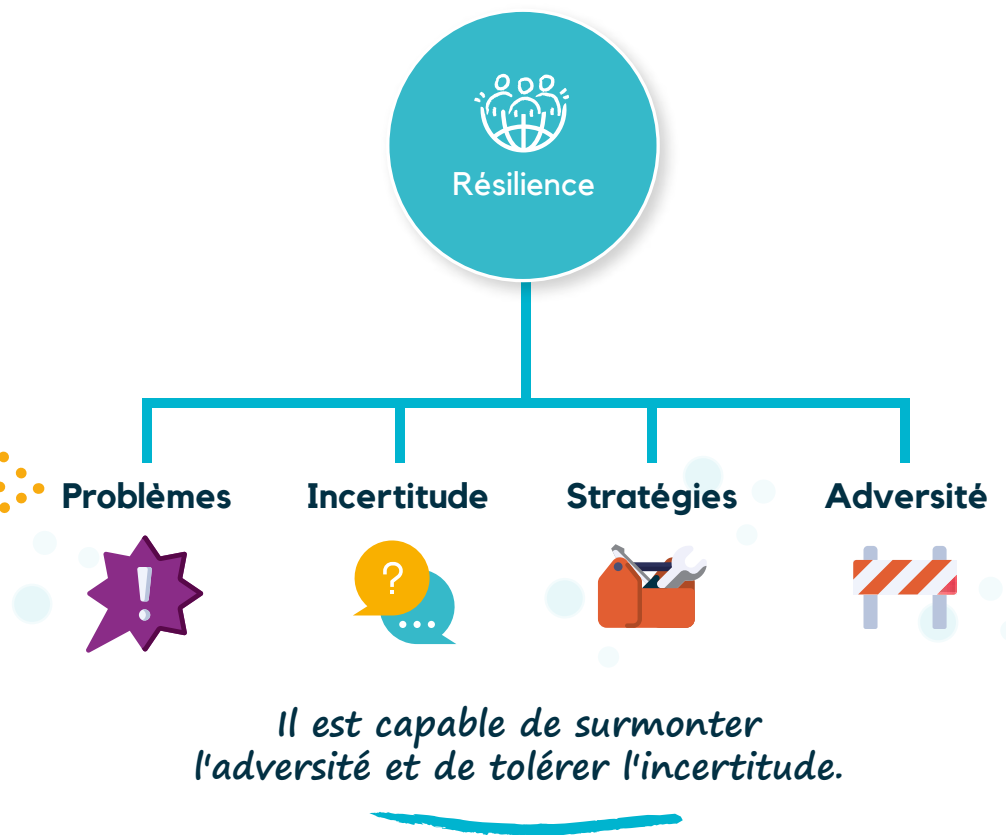 Résilience
Problèmes
Incertitude
Stratégies
Adversité
!
?
...
Il est capable de surmonter
l'adversité et de tolérer l'incertitude.